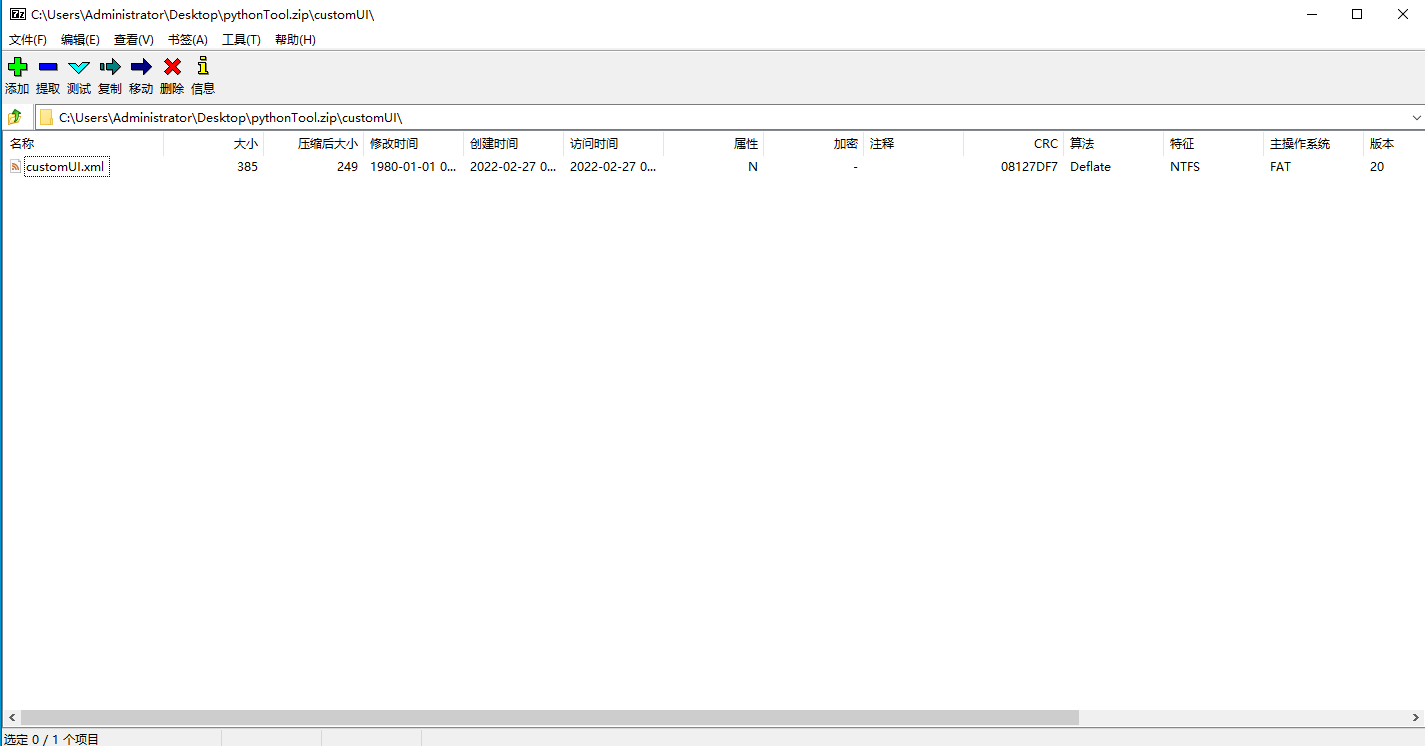 C:\Users\Administrator\Desktop\pythonTool.zip\customUI\
文件(F) 编辑(E) 查看(V) 书签(A) 工具(T) 帮助(H)
添加 提取 测试 复制 移动 删除 信息
C:\Users\Administrator\Desktop\pythonTool.zip\customUI\
名称 大小 压缩后大小 修改时间 创建时间 访问时间 属性 加密 注释 CRC 算法 特征 主操作系统 版本
customUI.xml 385 249 1980-01-01 0... 2022-02-27 0... 2022-02-27 0... N - 08127DF7 Deflate NTFS FAT 20
选定 0 / 1 个项目